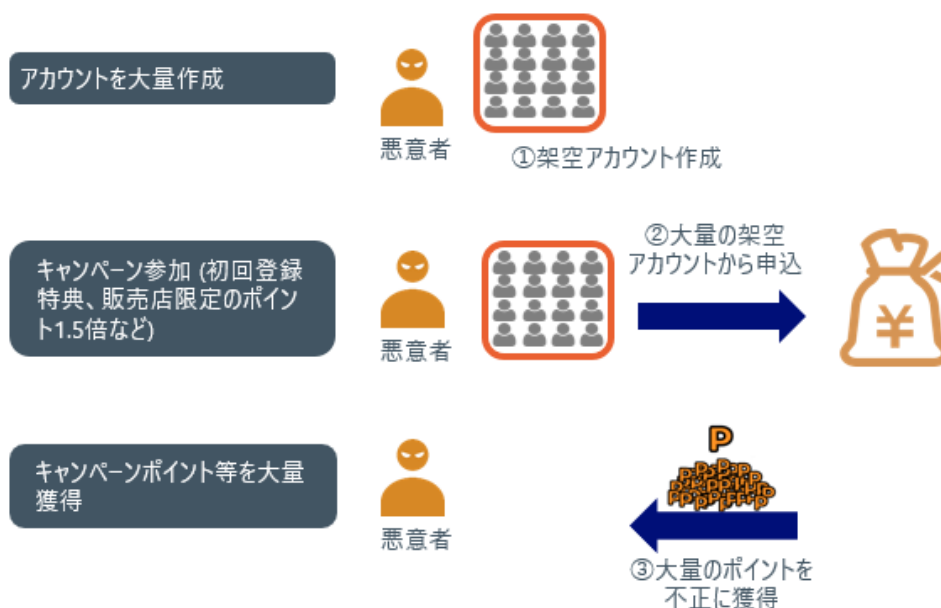 アカウントを大量作成
悪意者
①架空アカウント作成
キャンペーン参加 (初回登録
特典、販売店限定のポイン
ト1.5倍など)
悪意者
②大量の架空
アカウントから申込
¥
キャンペーンポイント等を大量
獲得
悪意者
P
③大量のポイントを
不正に獲得